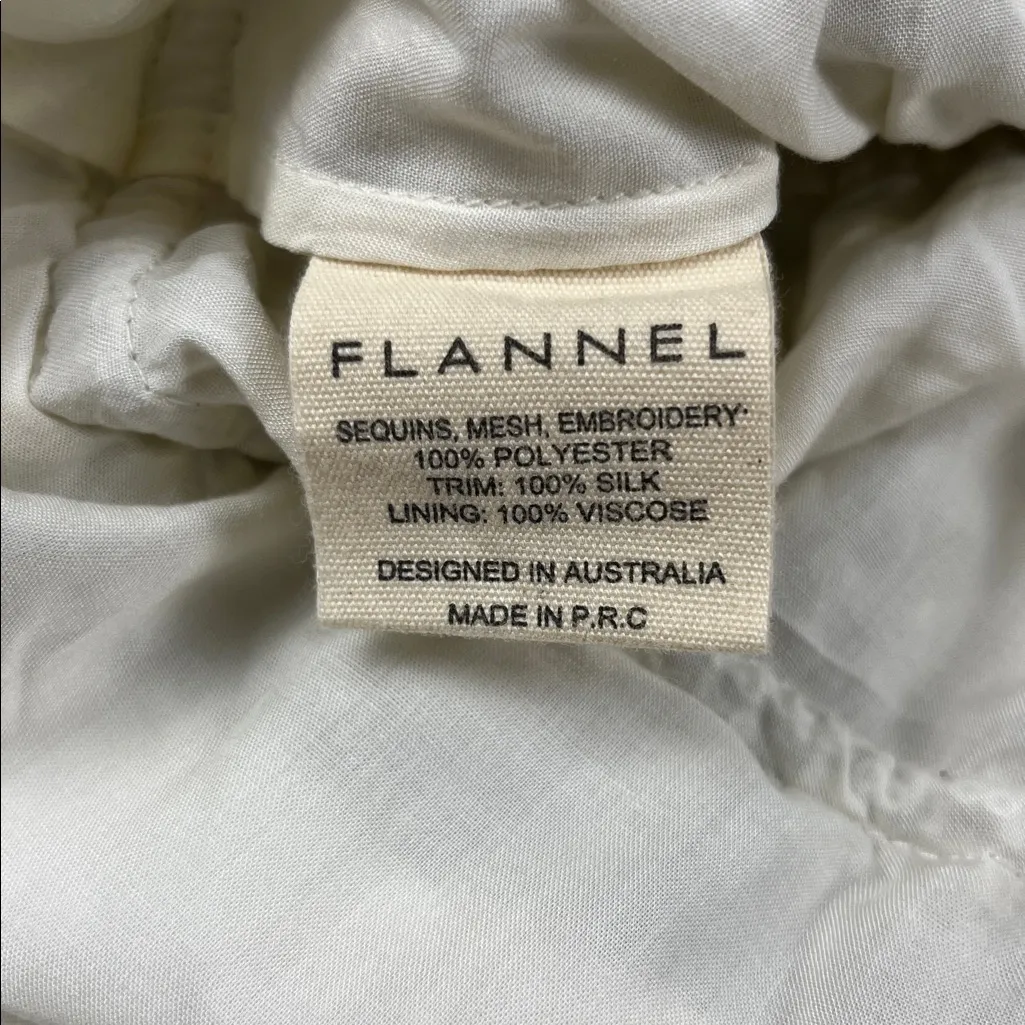 FLANNEL
SEQUINS, MESH, EMBROIDERY:
100% POLYESTER
TRIM: 100% SILK
LINING: 100% VISCOSE
DESIGNED IN AUSTRALIA
MADE IN P.R.C